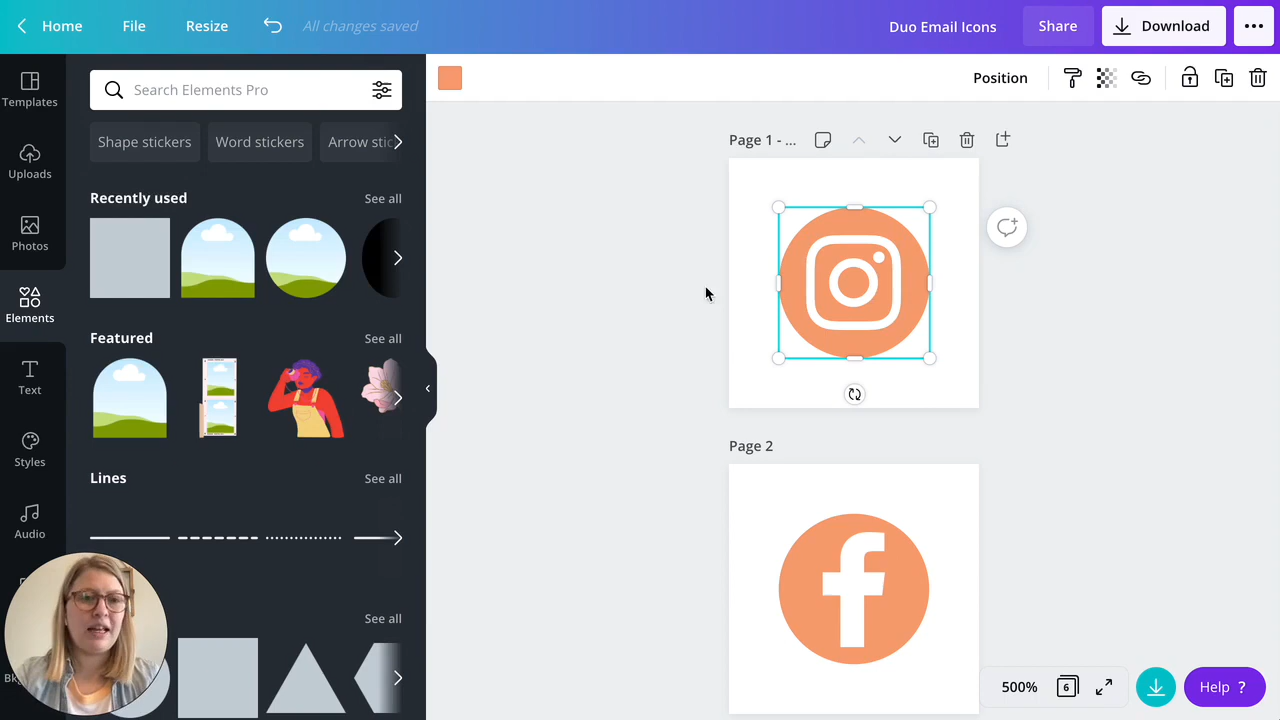 Home File Resize All changes saved Duo Email Icons Share Download
Templates
Uploads
Photos
Elements
Text
Styles
Audio
Search Elements Pro
Shape stickers Word stickers Arrow stic
Recently used See all
Featured See all
Lines See all
See all
Position
Page 1 - ...
Page 2
500% 6 Help ?